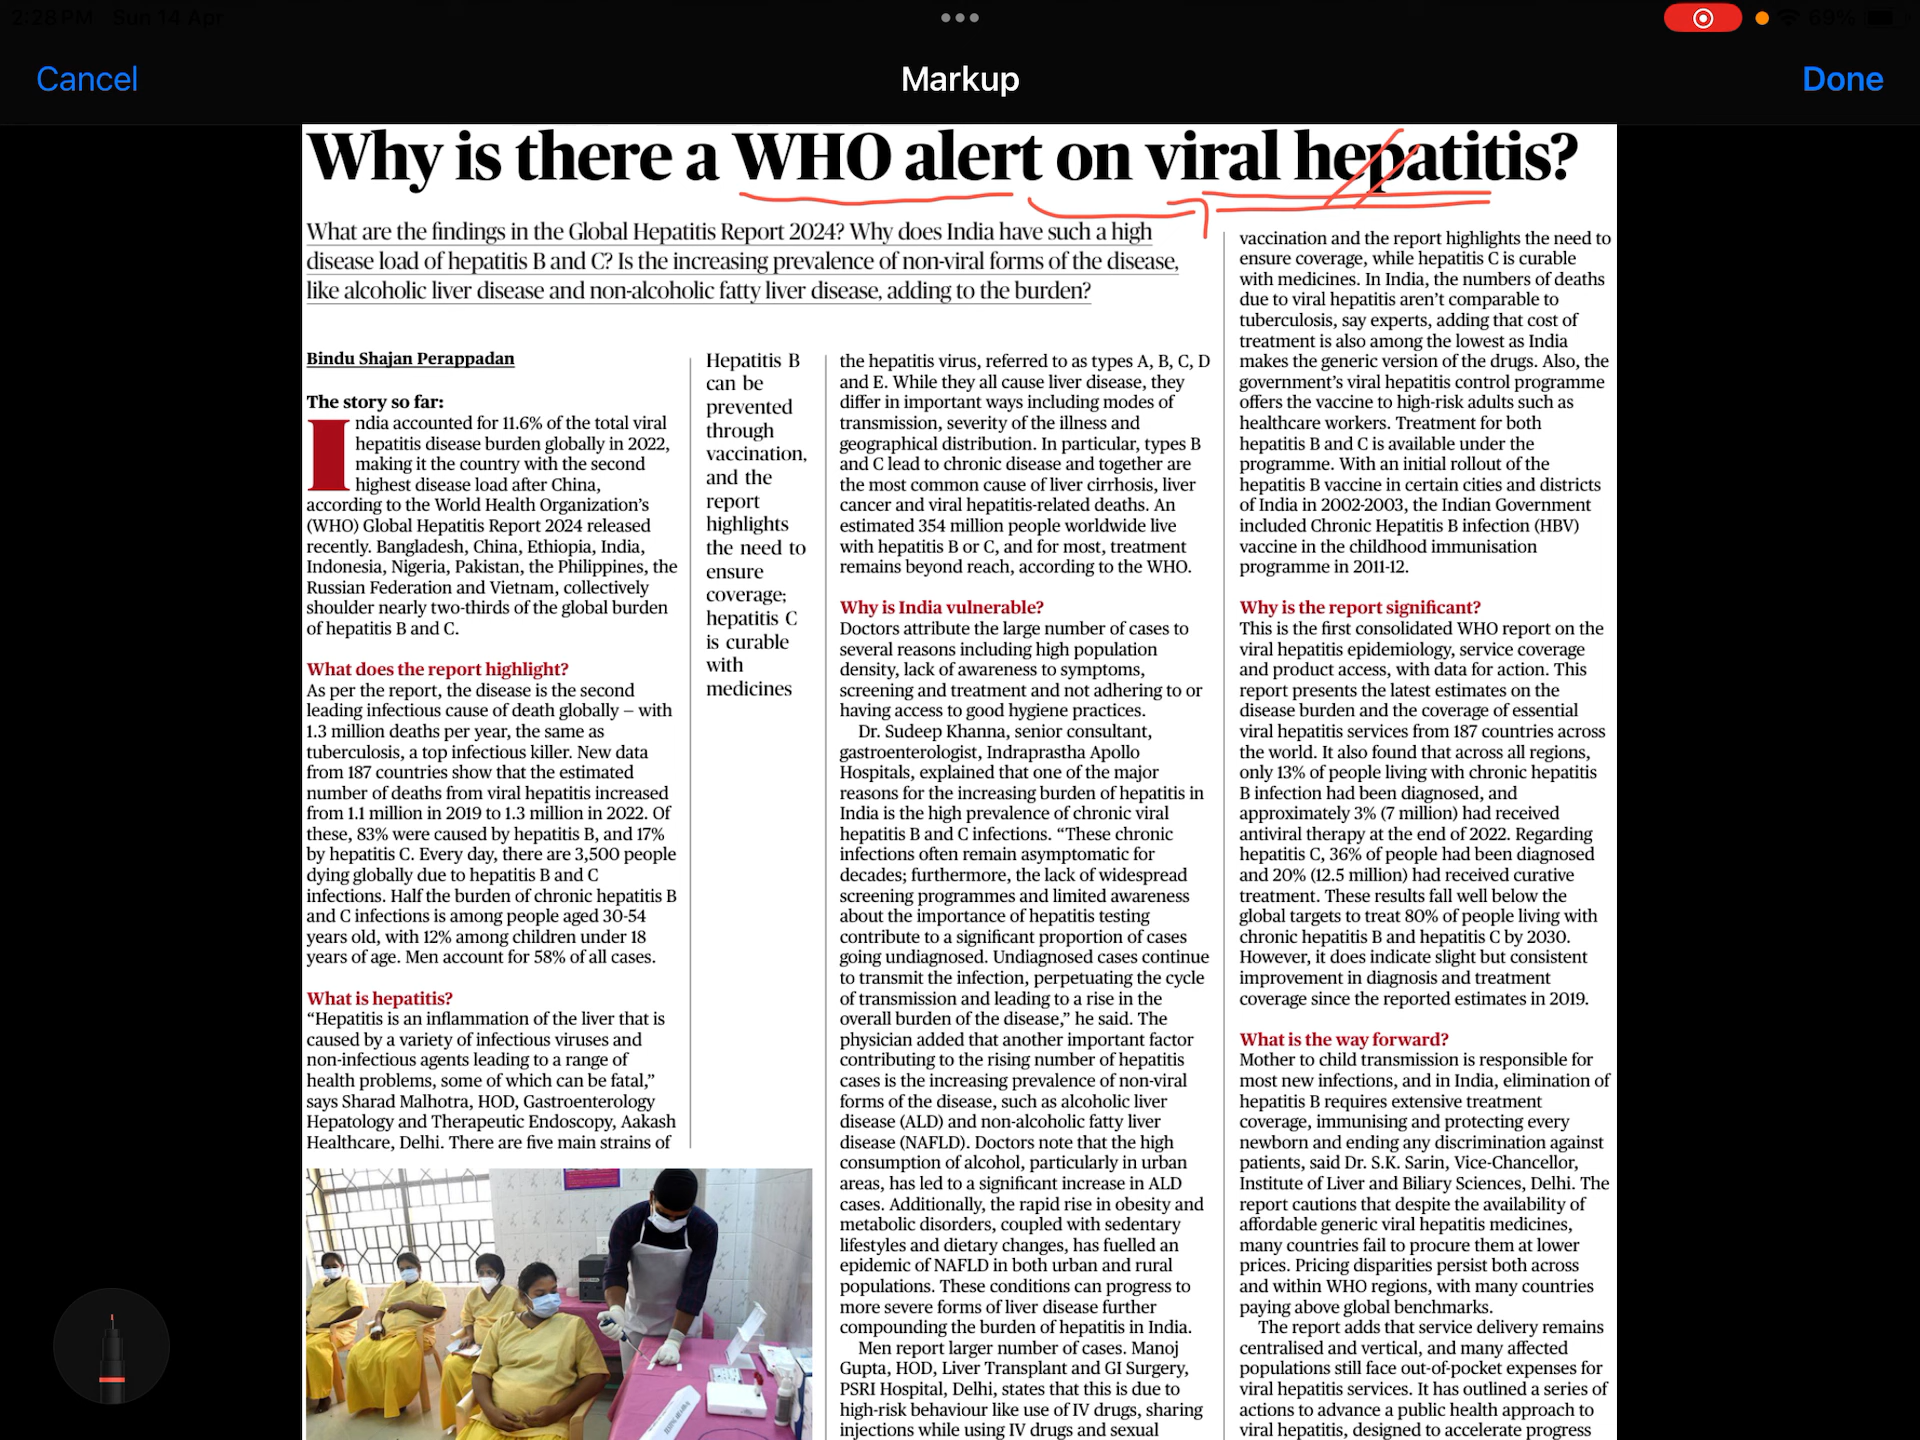 2:28 PM Sun 14 Apr
69%
Cancel
Markup
Done
Why is there a WHO alert on viral hepatitis?
What are the findings in the Global Hepatitis Report 2024? Why does India have such a high
disease load of hepatitis B and C? Is the increasing prevalence of non-viral forms of the disease,
like alcoholic liver disease and non-alcoholic fatty liver disease, adding to the burden?
Bindu Shajan Perappadan
The story so far:
India accounted for 11.6% of the total viral
hepatitis disease burden globally in 2022,
making it the country with the second
highest disease load after China,
according to the World Health Organization's
(WHO) Global Hepatitis Report 2024 released
recently. Bangladesh, China, Ethiopia, India,
Indonesia, Nigeria, Pakistan, the Philippines, the
Russian Federation and Vietnam, collectively
shoulder nearly two-thirds of the global burden
of hepatitis B and C.
What does the report highlight?
As per the report, the disease is the second
leading infectious cause of death globally — with
1.3 million deaths per year, the same as
tuberculosis, a top infectious killer. New data
from 187 countries show that the estimated
number of deaths from viral hepatitis increased
from 1.1 million in 2019 to 1.3 million in 2022. Of
these, 83% were caused by hepatitis B, and 17%
by hepatitis C. Every day, there are 3,500 people
dying globally due to hepatitis B and C
infections. Half the burden of chronic hepatitis B
and C infections is among people aged 30-54
years old, with 12% among children under 18
years of age. Men account for 58% of all cases.
What is hepatitis?
"Hepatitis is an inflammation of the liver that is
caused by a variety of infectious viruses and
non-infectious agents leading to a range of
health problems, some of which can be fatal,"
says Sharad Malhotra, HOD, Gastroenterology
Hepatology and Therapeutic Endoscopy, Aakash
Healthcare, Delhi. There are five main strains of
Hepatitis B
can be
prevented
through
vaccination,
and the
report
highlights
the need to
ensure
coverage;
hepatitis C
is curable
with
medicines
the hepatitis virus, referred to as types A, B, C, D
and E. While they all cause liver disease, they
differ in important ways including modes of
transmission, severity of the illness and
geographical distribution. In particular, types B
and C lead to chronic disease and together are
the most common cause of liver cirrhosis, liver
cancer and viral hepatitis-related deaths. An
estimated 354 million people worldwide live
with hepatitis B or C, and for most, treatment
remains beyond reach, according to the WHO.
Why is India vulnerable?
Doctors attribute the large number of cases to
several reasons including high population
density, lack of awareness to symptoms,
screening and treatment and not adhering to or
having access to good hygiene practices.
Dr. Sudeep Khanna, senior consultant,
gastroenterologist, Indraprastha Apollo
Hospitals, explained that one of the major
reasons for the increasing burden of hepatitis in
India is the high prevalence of chronic viral
hepatitis B and C infections. "These chronic
infections often remain asymptomatic for
decades; furthermore, the lack of widespread
screening programmes and limited awareness
about the importance of hepatitis testing
contribute to a significant proportion of cases
going undiagnosed. Undiagnosed cases continue
to transmit the infection, perpetuating the cycle
of transmission and leading to a rise in the
overall burden of the disease," he said. The
physician added that another important factor
contributing to the rising number of hepatitis
cases is the increasing prevalence of non-viral
forms of the disease, such as alcoholic liver
disease (ALD) and non-alcoholic fatty liver
disease (NAFLD). Doctors note that the high
consumption of alcohol, particularly in urban
areas, has led to a significant increase in ALD
cases. Additionally, the rapid rise in obesity and
metabolic disorders, coupled with sedentary
lifestyles and dietary changes, has fuelled an
epidemic of NAFLD in both urban and rural
populations. These conditions can progress to
more severe forms of liver disease further
compounding the burden of hepatitis in India.
Men report larger number of cases. Manoj
Gupta, HOD, Liver Transplant and GI Surgery,
PSRI Hospital, Delhi, states that this is due to
high-risk behaviour like use of IV drugs, sharing
injections while using IV drugs and sexual
vaccination and the report highlights the need to
ensure coverage, while hepatitis C is curable
with medicines. In India, the numbers of deaths
due to viral hepatitis aren't comparable to
tuberculosis, say experts, adding that cost of
treatment is also among the lowest as India
makes the generic version of the drugs. Also, the
government's viral hepatitis control programme
offers the vaccine to high-risk adults such as
healthcare workers. Treatment for both
hepatitis B and C is available under the
programme. With an initial rollout of the
hepatitis B vaccine in certain cities and districts
of India in 2002-2003, the Indian Government
included Chronic Hepatitis B infection (HBV)
vaccine in the childhood immunisation
programme in 2011-12.
Why is the report significant?
This is the first consolidated WHO report on the
viral hepatitis epidemiology, service coverage
and product access, with data for action. This
report presents the latest estimates on the
disease burden and the coverage of essential
viral hepatitis services from 187 countries across
the world. It also found that across all regions,
only 13% of people living with chronic hepatitis
B infection had been diagnosed, and
approximately 3% (7 million) had received
antiviral therapy at the end of 2022. Regarding
hepatitis C, 36% of people had been diagnosed
and 20% (12.5 million) had received curative
treatment. These results fall well below the
global targets to treat 80% of people living with
chronic hepatitis B and hepatitis C by 2030.
However, it does indicate slight but consistent
improvement in diagnosis and treatment
coverage since the reported estimates in 2019.
What is the way forward?
Mother to child transmission is responsible for
most new infections, and in India, elimination of
hepatitis B requires extensive treatment
coverage, immunising and protecting every
newborn and ending any discrimination against
patients, said Dr. S.K. Sarin, Vice-Chancellor,
Institute of Liver and Biliary Sciences, Delhi. The
report cautions that despite the availability of
affordable generic viral hepatitis medicines,
many countries fail to procure them at lower
prices. Pricing disparities persist both across
and within WHO regions, with many countries
paying above global benchmarks.
The report adds that service delivery remains
centralised and vertical, and many affected
populations still face out-of-pocket expenses for
viral hepatitis services. It has outlined a series of
actions to advance a public health approach to
viral hepatitis, designed to accelerate progress